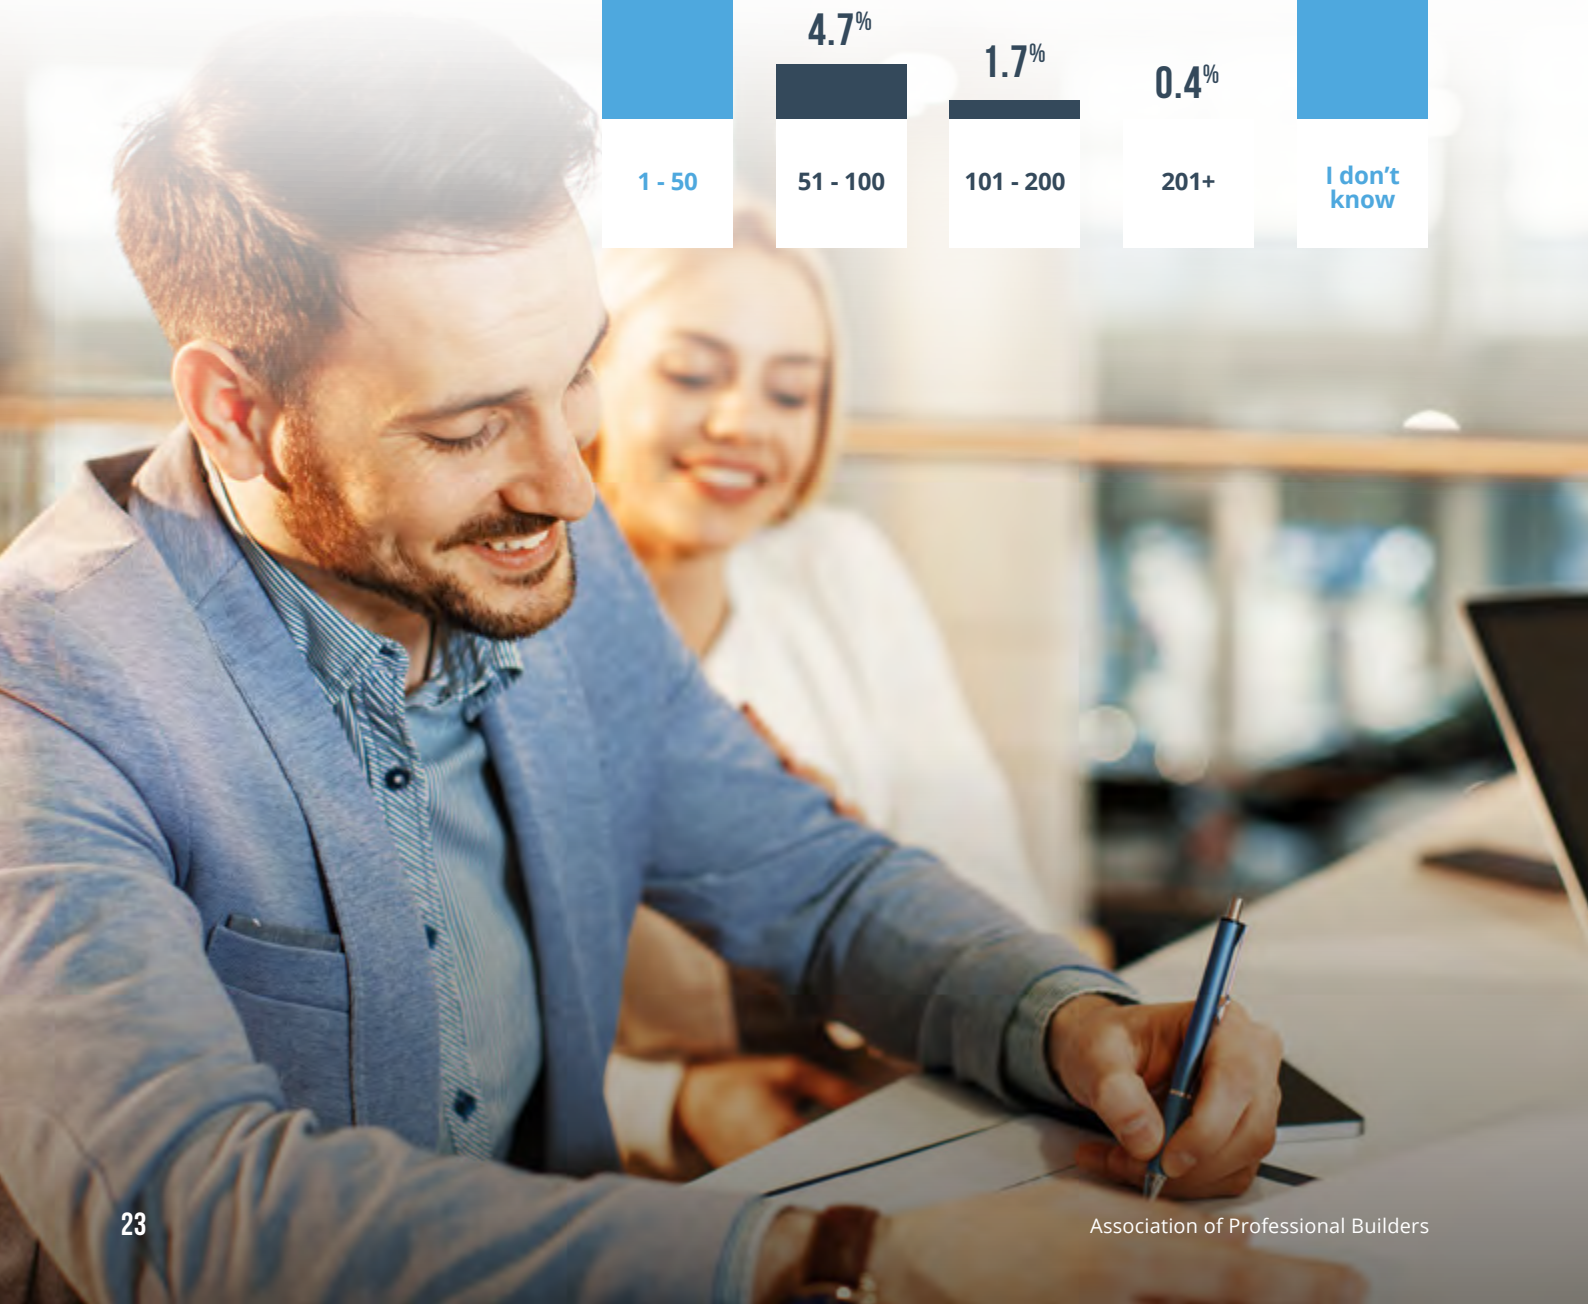 4.7%
1.7%
0.4%
1 - 50
51 - 100
101 - 200
201+
I don’t
know
23
Association of Professional Builders